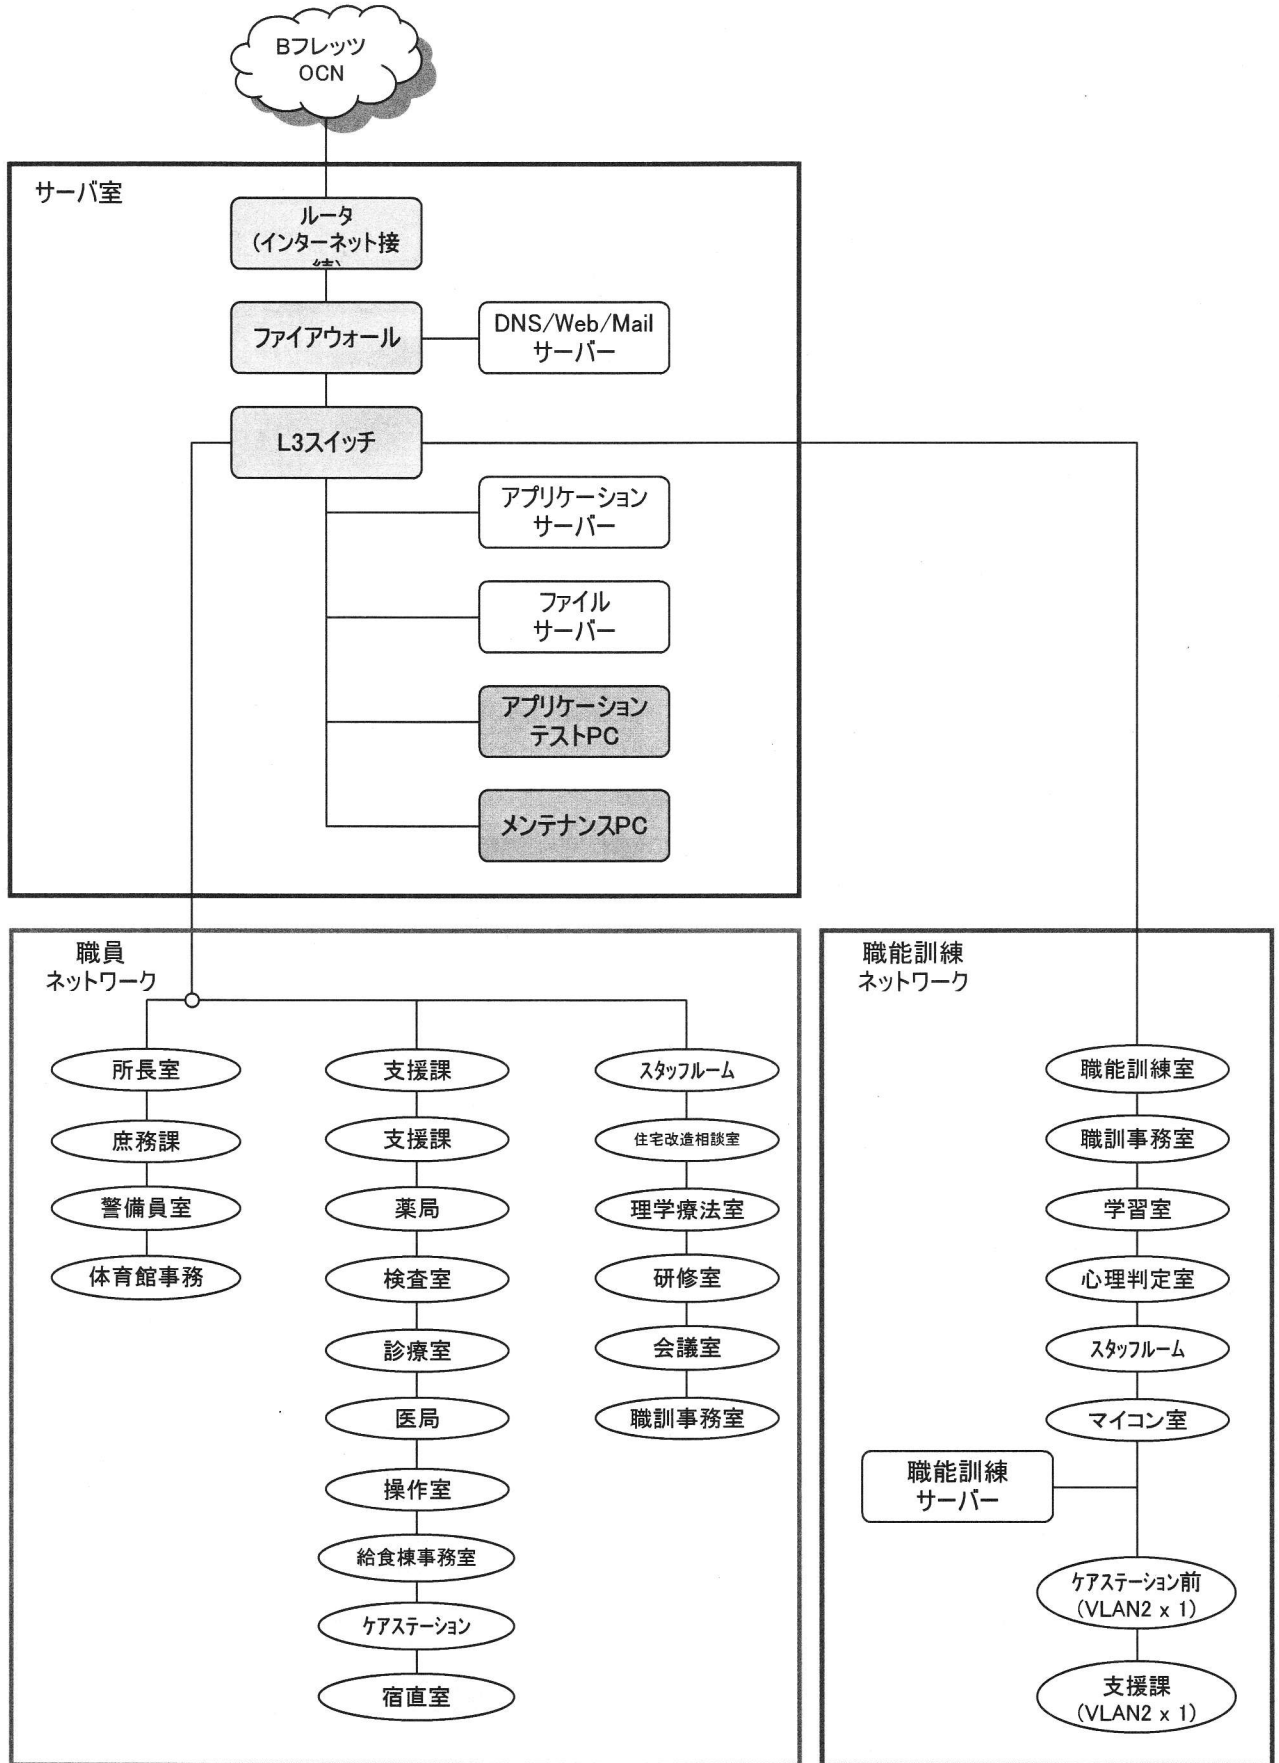 Bフレッツ
OCN
サーバ室
ルータ
(インターネット接
続)
ファイアウォール
DNS/Web/Mail
サーバー
L3スイッチ
アプリケーション
サーバー
ファイル
サーバー
アプリケーション
テストPC
メンテナンスPC
職員
ネットワーク
所長室
庶務課
警備員室
体育館事務
支援課
支援課
薬局
検査室
診療室
医局
操作室
給食棟事務室
ケアステーション
宿直室
スタッフルーム
住宅改造相談室
理学療法室
研修室
会議室
職訓事務室
職能訓練
ネットワーク
職能訓練室
職訓事務室
学習室
心理判定室
スタッフルーム
マイコン室
職能訓練
サーバー
ケアステーション前
(VLAN2 x 1)
支援課
(VLAN2 x 1)